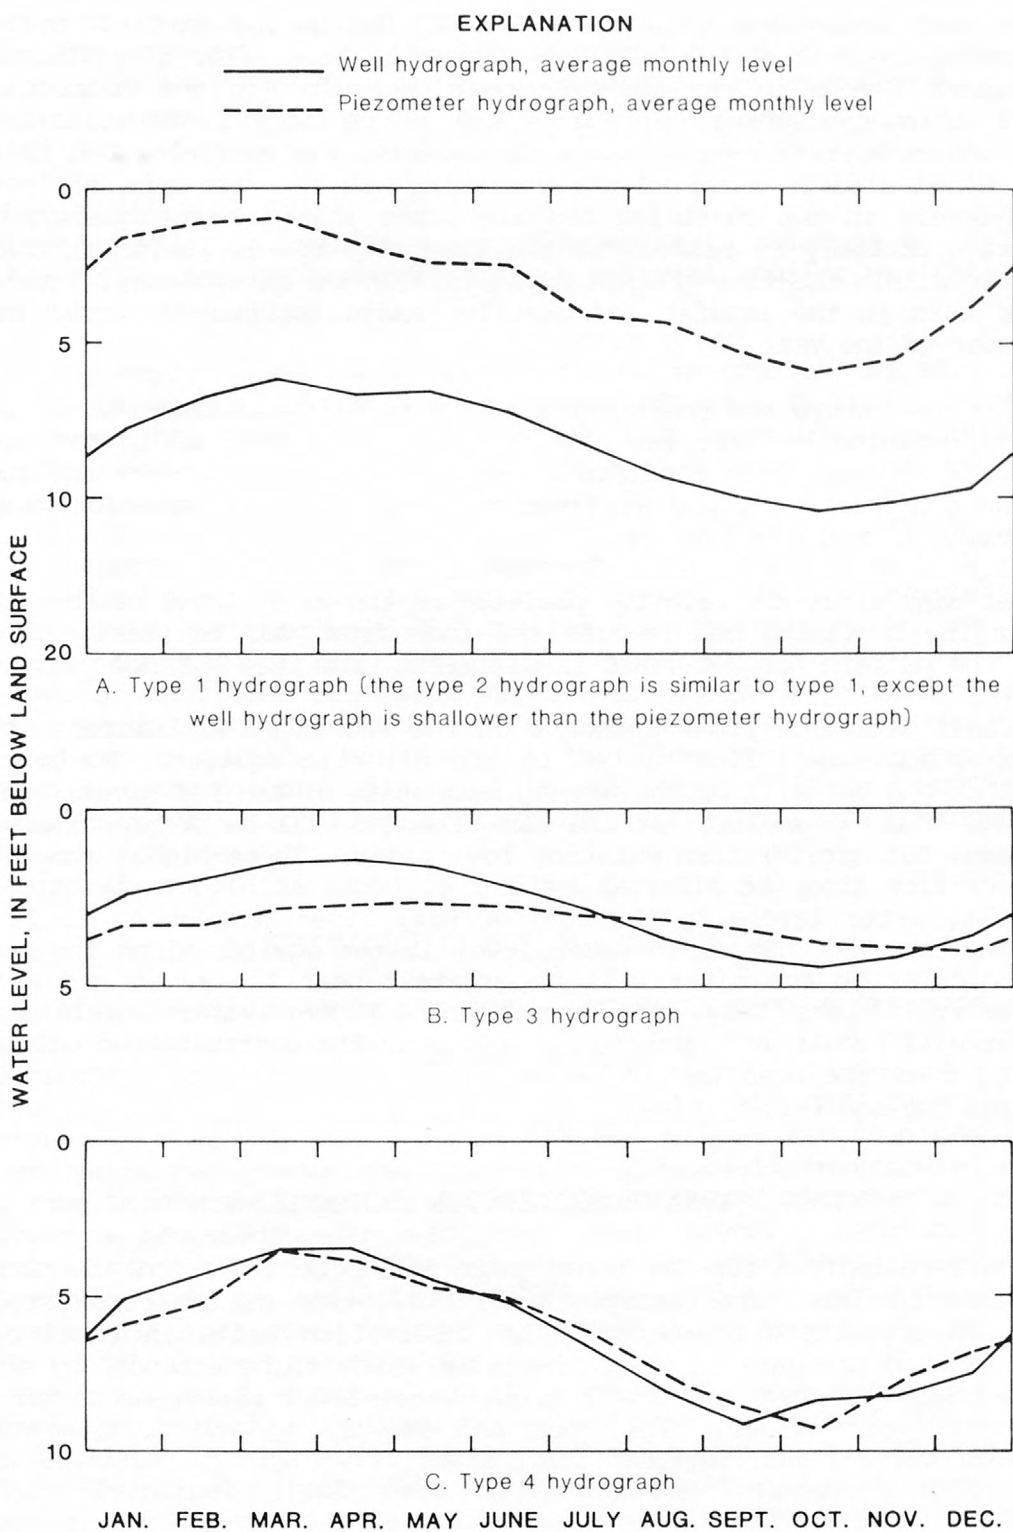 EXPLANATION
Well hydrograph, average monthly level
Piezometer hydrograph, average monthly level
WATER LEVEL, IN FEET BELOW LAND SURFACE
0
5
10
20
A. Type 1 hydrograph (the type 2 hydrograph is similar to type 1, except the
well hydrograph is shallower than the piezometer hydrograph)
0
5
B. Type 3 hydrograph
0
5
10
C. Type 4 hydrograph
JAN. FEB. MAR. APR. MAY JUNE JULY AUG. SEPT. OCT. NOV. DEC.